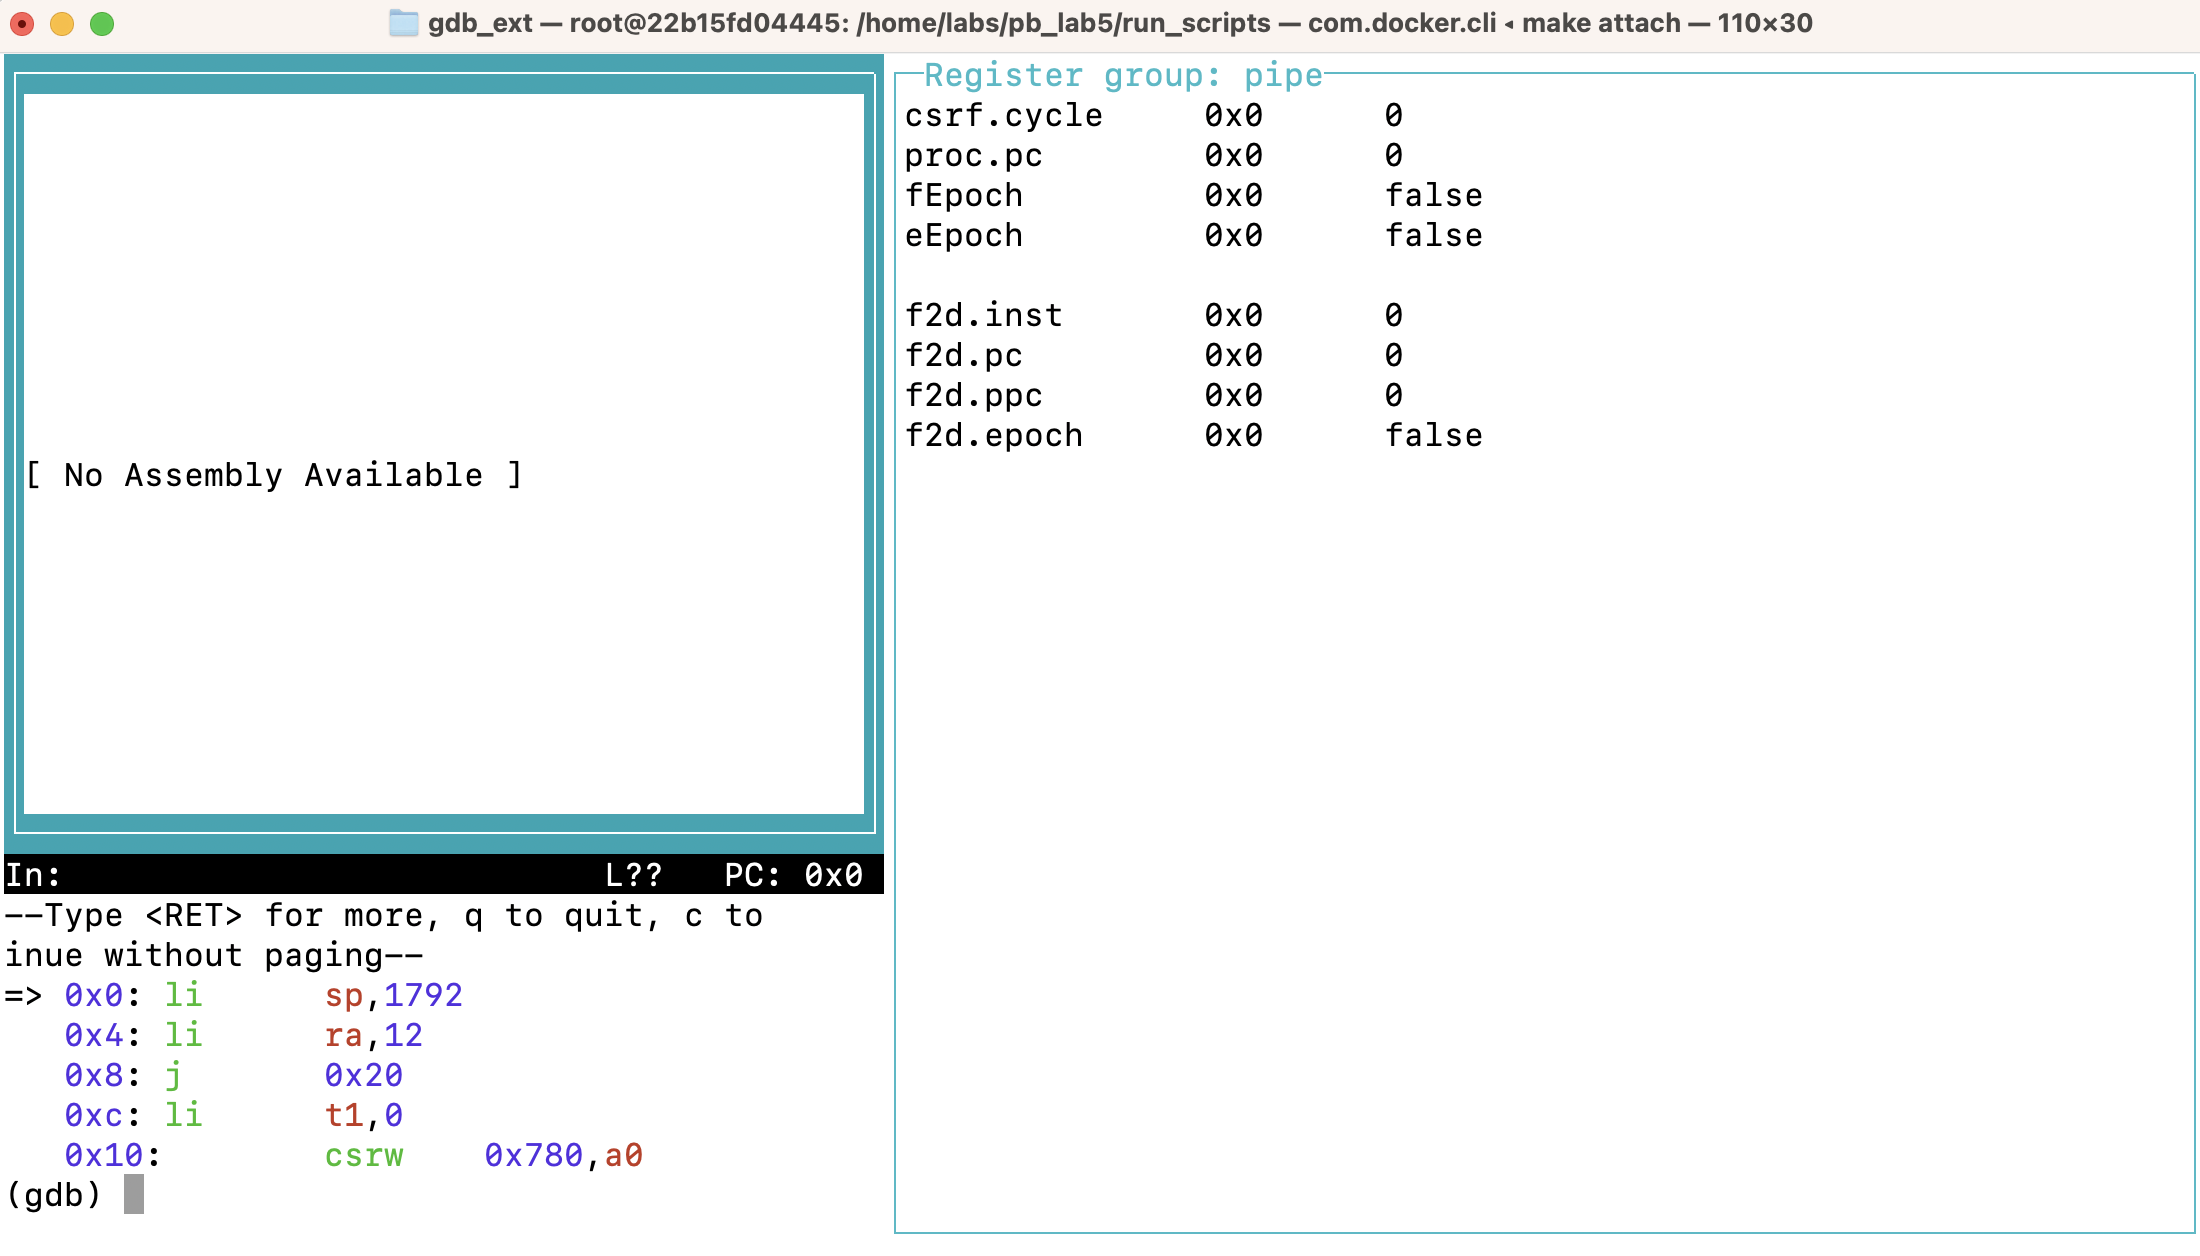 gdb_ext — root@22b15fd04445: /home/labs/pb_lab5/run_scripts — com.docker.cli ◂ make attach — 110×30
[ No Assembly Available ]
In: L?? PC: 0x0
--Type <RET> for more, q to quit, c to
inue without paging--
=> 0x0: li sp,1792
0x4: li ra,12
0x8: j 0x20
0xc: li t1,0
0x10: csrw 0x780,a0
(gdb)
Register group: pipe
csrf.cycle 0x0 0
proc.pc 0x0 0
fEpoch 0x0 false
eEpoch 0x0 false
f2d.inst 0x0 0
f2d.pc 0x0 0
f2d.ppc 0x0 0
f2d.epoch 0x0 false